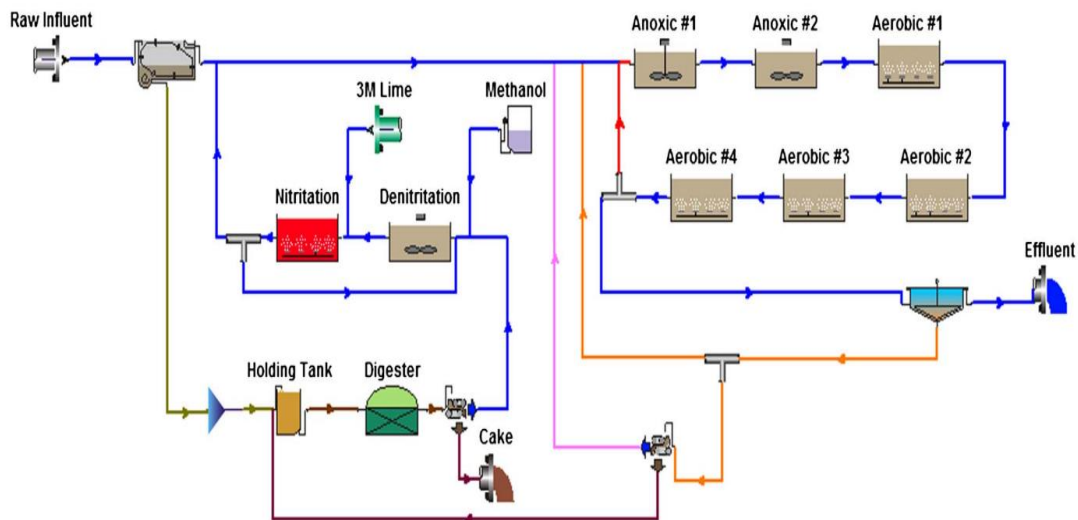 Raw Influent
Anoxic #1
Anoxic #2
Aerobic #1
3M Lime
Methanol
Aerobic #4
Aerobic #3
Aerobic #2
Nitritation
Denitritation
Effluent
Holding Tank
Digester
Cake